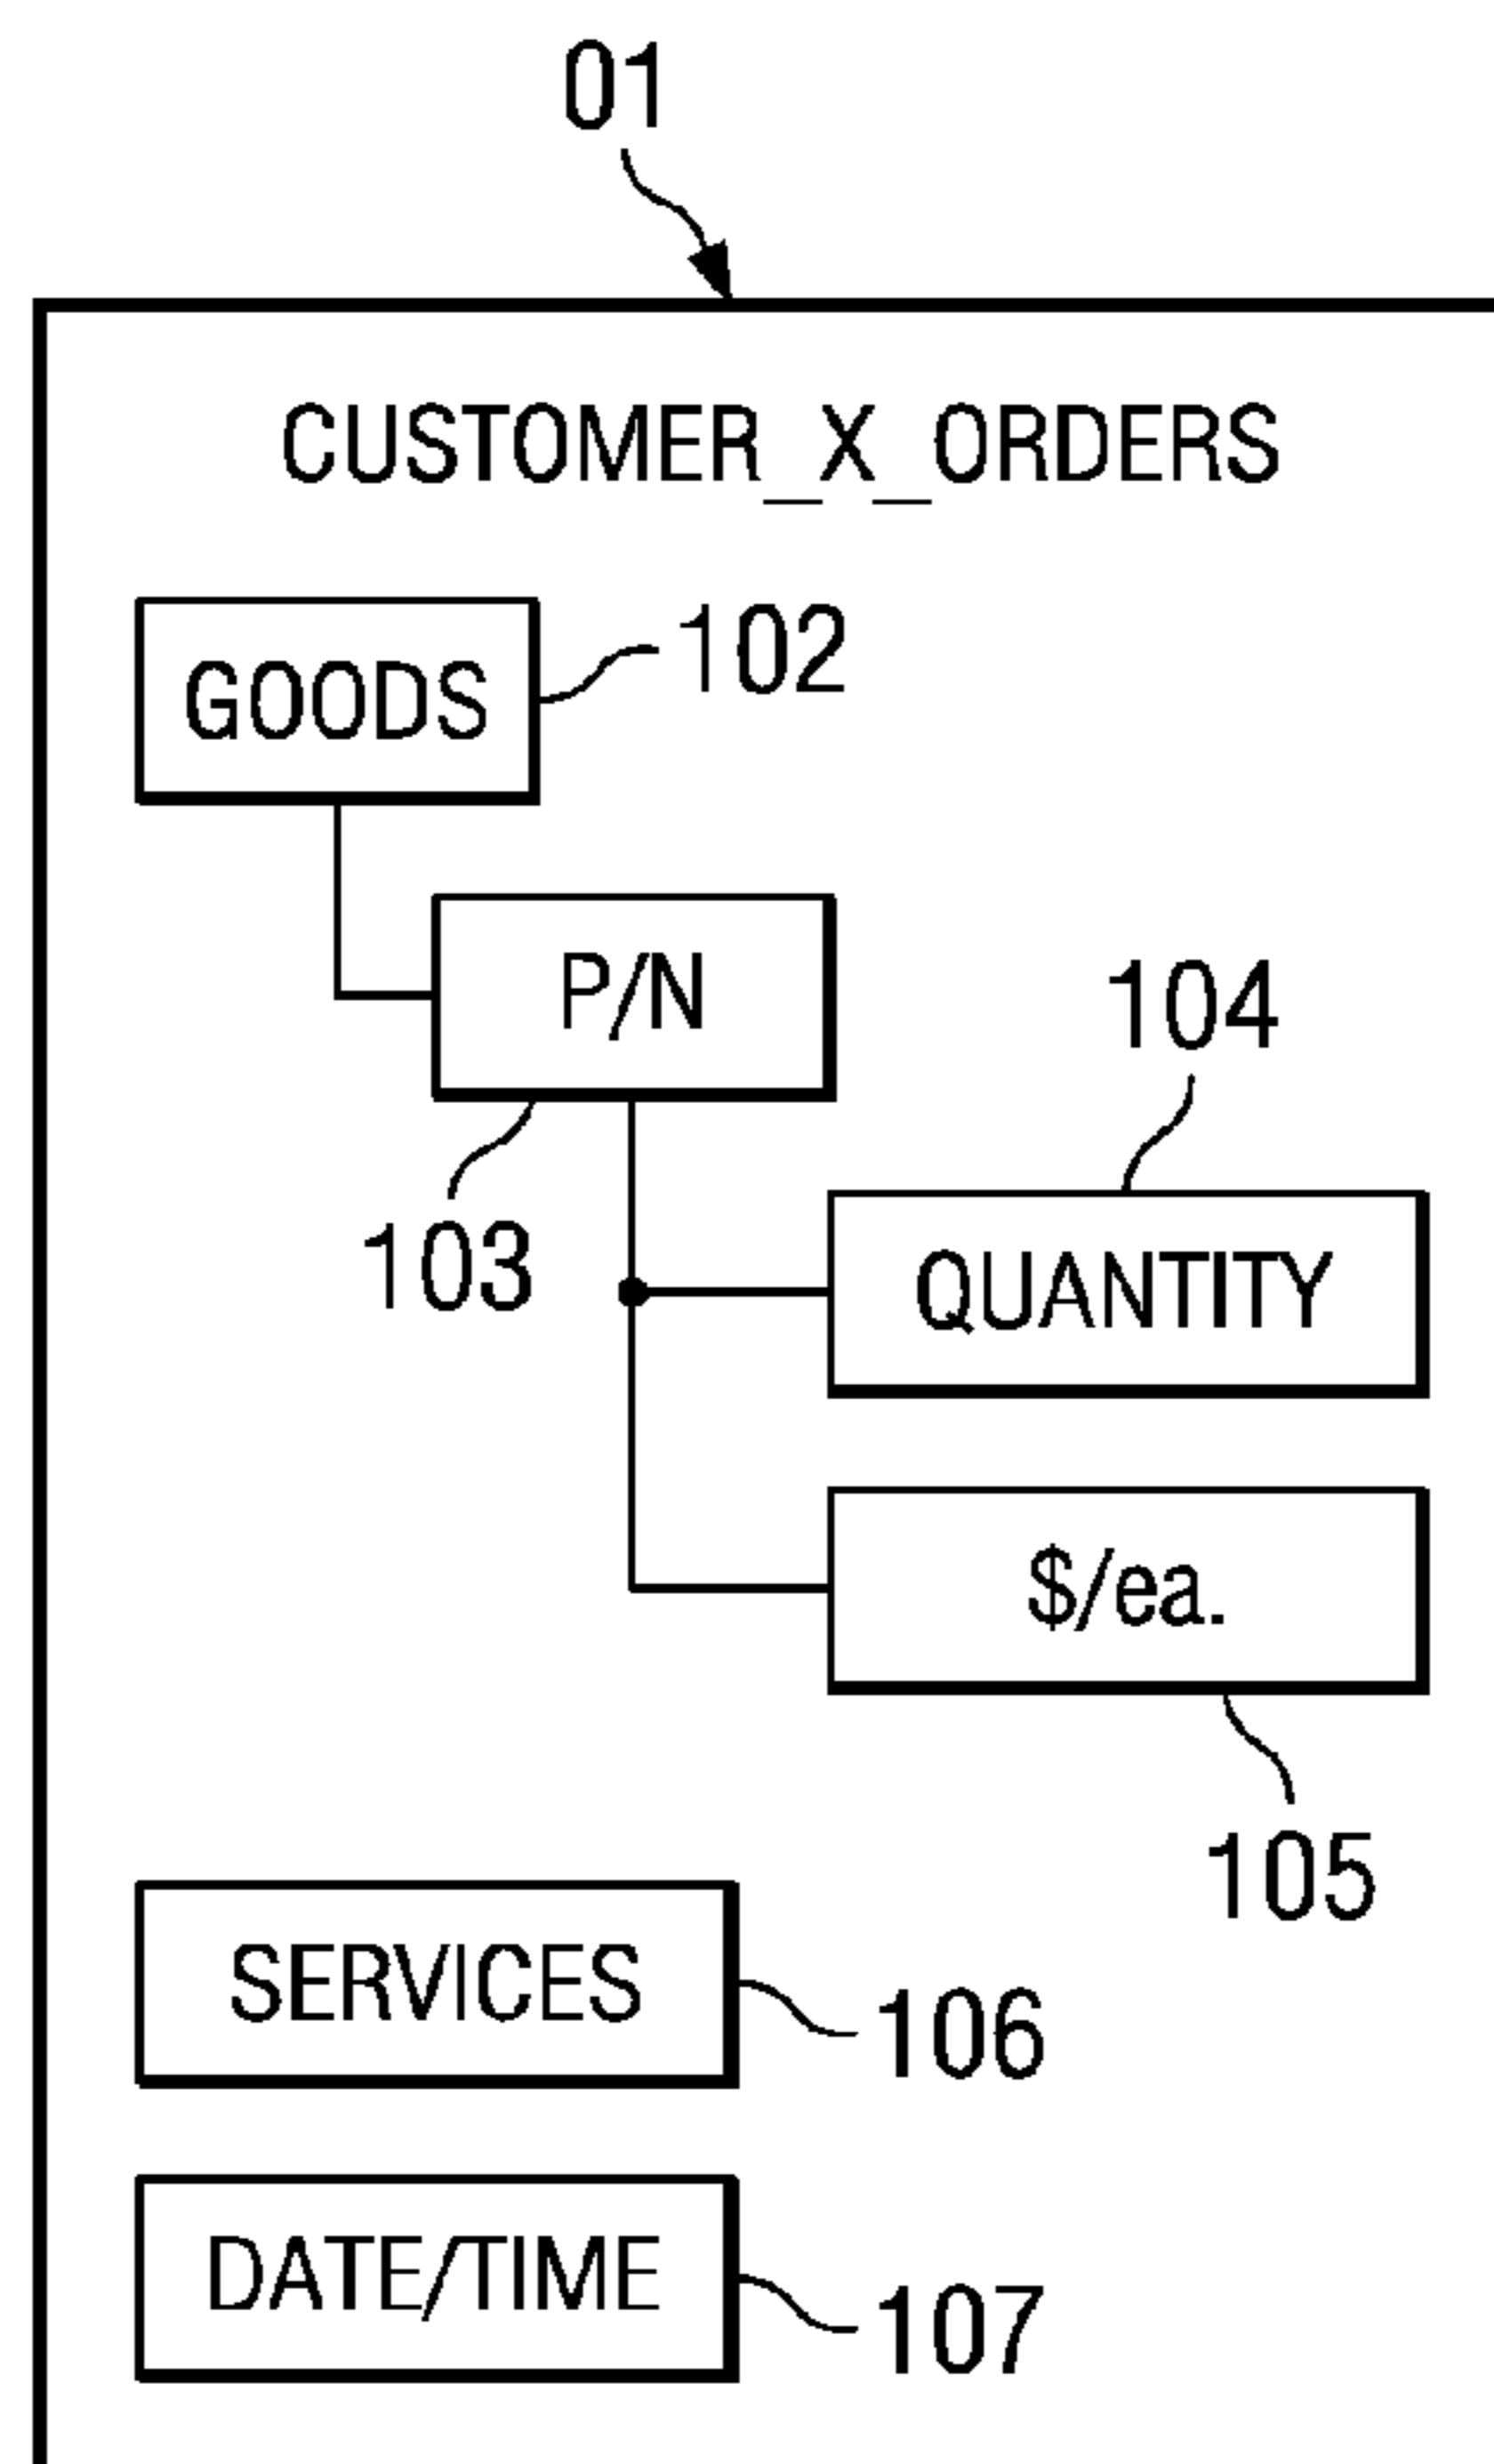 01
CUSTOMER_X_ORDERS
GOODS
102
P/N
104
103
QUANTITY
$/ea.
105
SERVICES
106
DATE/TIME
107